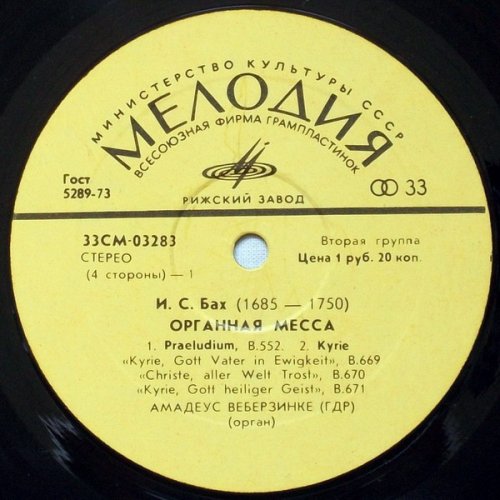 МИНИСТЕРСТВО КУЛЬТУРЫ СССР
МЕЛОДИЯ
ВСЕСОЮЗНАЯ ФИРМА ГРАМПЛАСТИНОК
Гост
5289-73
33
РИЖСКИЙ ЗАВОД
33СМ-03283
СТЕРЕО
(4 стороны) — 1
Вторая группа
Цена 1 руб. 20 коп.
И. С. Бах (1685 — 1750)
ОРГАННАЯ МЕССА
1. Praeludium, B.552. 2. Kyrie
«Kyrie, Gott Vater in Ewigkeit», B.669
«Christe, aller Welt Trost», B.670
«Kyrie, Gott heiliger Geist», B.671
АМАДЕУС ВЕБЕРЗИНКЕ (ГДР)
(орган)